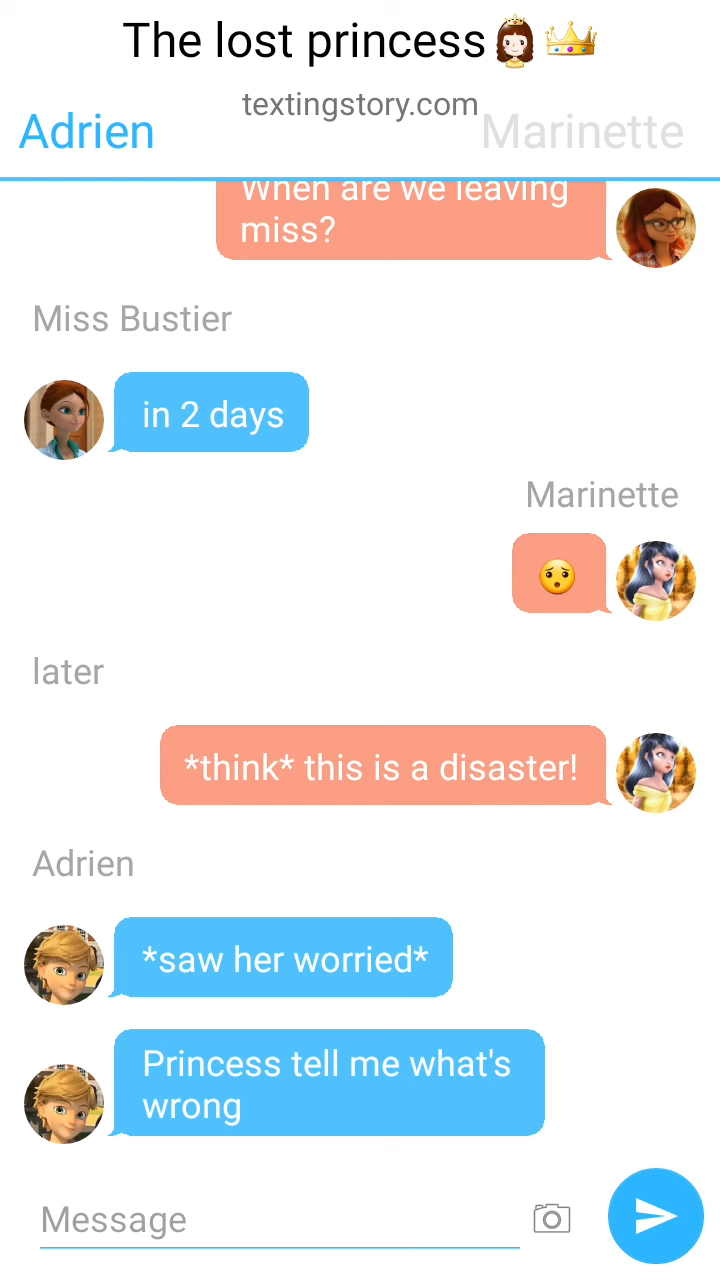 The lost princess👸👑
textingstory.com
Adrien
Marinette
When are we leaving
miss?
Miss Bustier
in 2 days
Marinette
😯
later
*think* this is a disaster!
Adrien
*saw her worried*
Princess tell me what's
wrong
Message